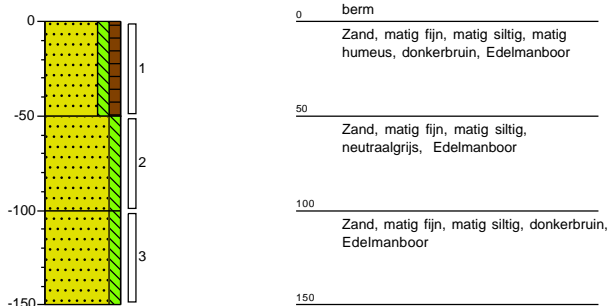 0
-50
-100
-150
1
2
3
0
berm
Zand, matig fijn, matig siltig, matig
humeus, donkerbruin, Edelmanboor
50
Zand, matig fijn, matig siltig,
neutraalgrijs, Edelmanboor
100
Zand, matig fijn, matig siltig, donkerbruin,
Edelmanboor
150